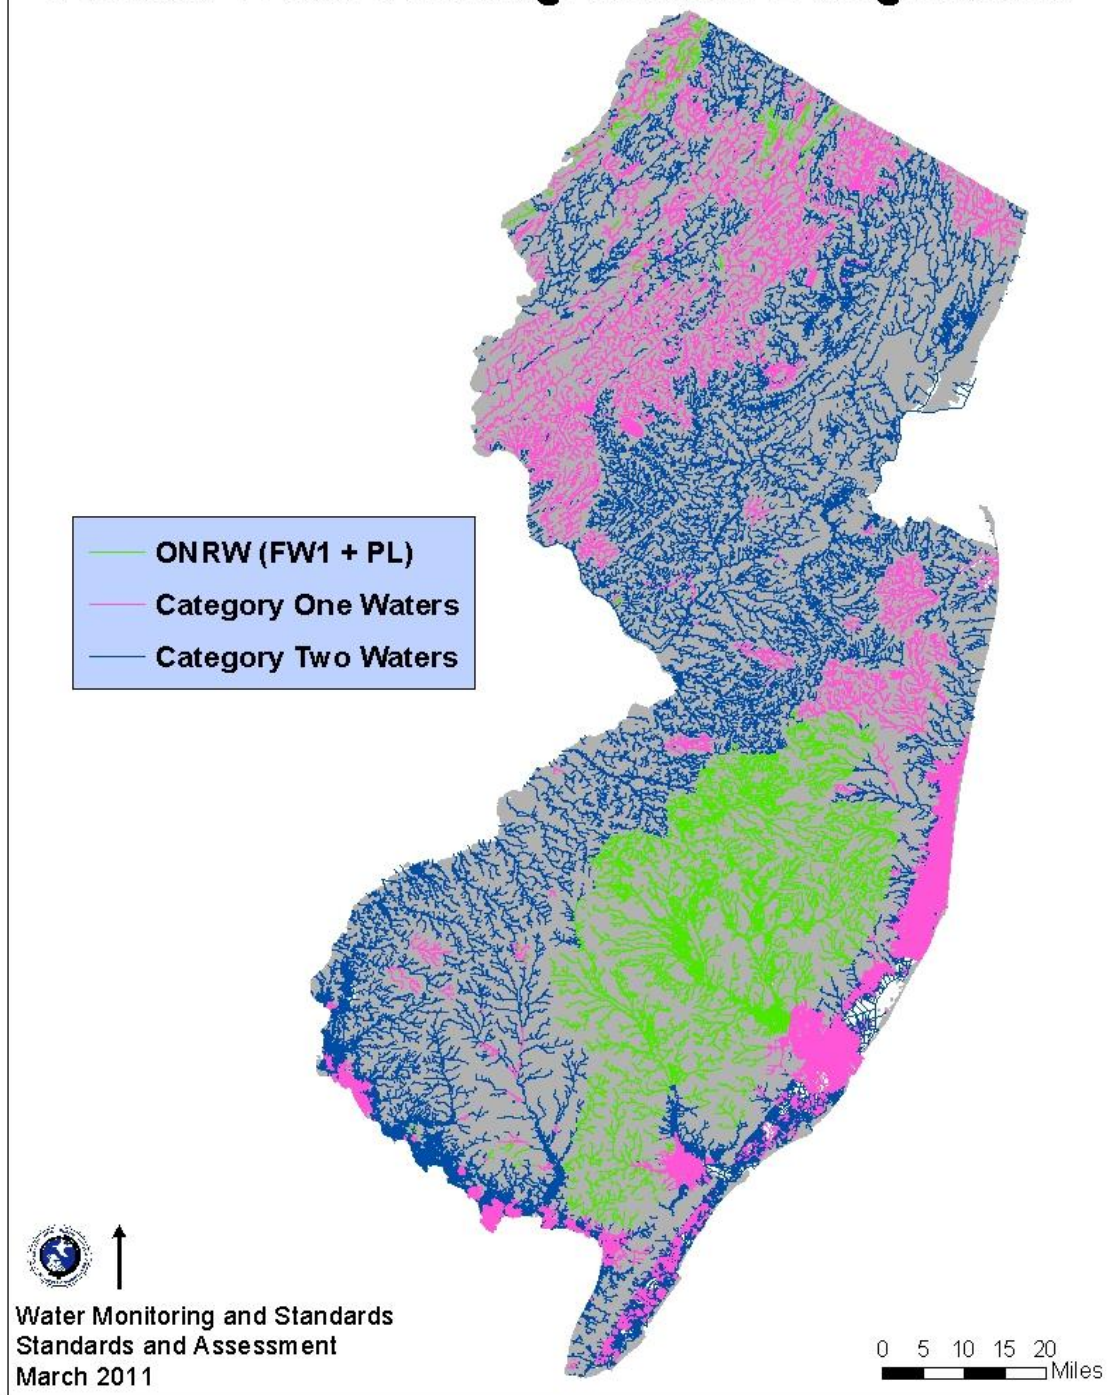 ONRW (FW1 + PL)
Category One Waters
Category Two Waters
Water Monitoring and Standards
Standards and Assessment
March 2011
0 5 10 15 20
Miles